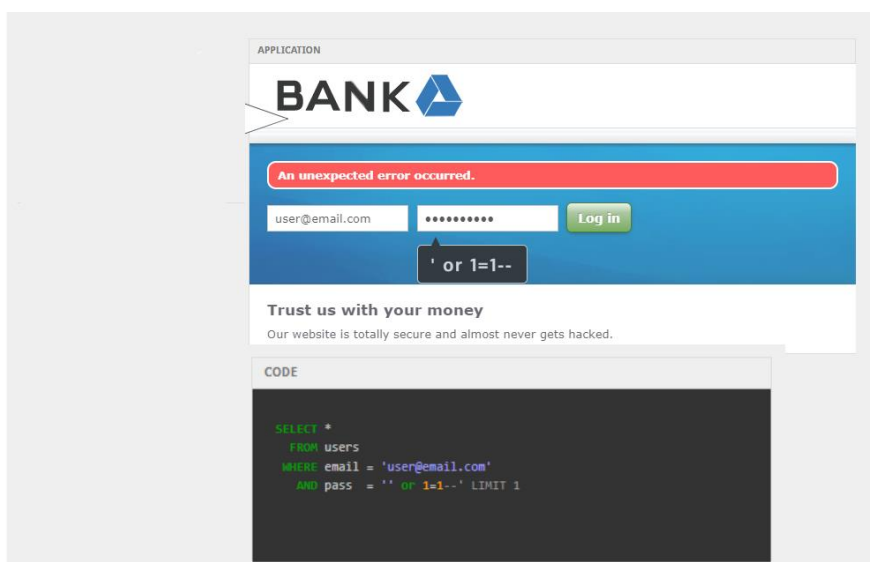 APPLICATION
BANK
An unexpected error occurred.
user@email.com
••••••••••
Log in
' or 1=1--
Trust us with your money
Our website is totally secure and almost never gets hacked.
CODE
SELECT *
FROM users
WHERE email = 'user@email.com'
AND pass = '' or 1=1--' LIMIT 1